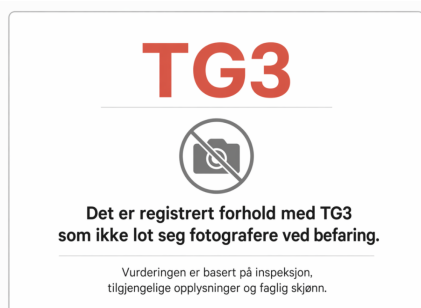 TG3
Det er registrert forhold med TG3
som ikke lot seg fotografere ved befaring.
Vurderingen er basert på inspeksjon,
tilgjengelige opplysninger og faglig skjønn.